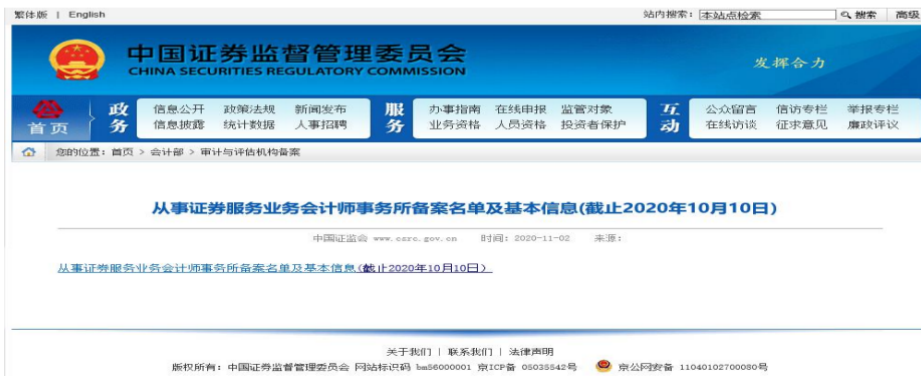 繁体版 | English 站内搜索: 本站点检索 搜索 高级
中国证券监督管理委员会
CHINA SECURITIES REGULATORY COMMISSION
发挥合力
首页 政务 信息公开 政策法规 新闻发布 服务 办事指南 在线申报 监管对象 互动 公众留言 信访专栏 举报专栏
信息披露 统计数据 人事招聘 业务资格 人员资格 投资者保护 在线访谈 征求意见 廉政评议
您的位置: 首页 > 会计部 > 审计与评估机构备案
从事证券服务业务会计师事务所备案名单及基本信息(截止2020年10月10日)
中国证监会 www.csrc.gov.cn 时间: 2020-11-02 来源:
从事证券服务业务会计师事务所备案名单及基本信息(截止2020年10月10日)
关于我们 | 联系我们 | 法律声明
版权所有: 中国证券监督管理委员会 网站标识码 bm56000001 京ICP备 05035542号 京公网安备 11040102700080号